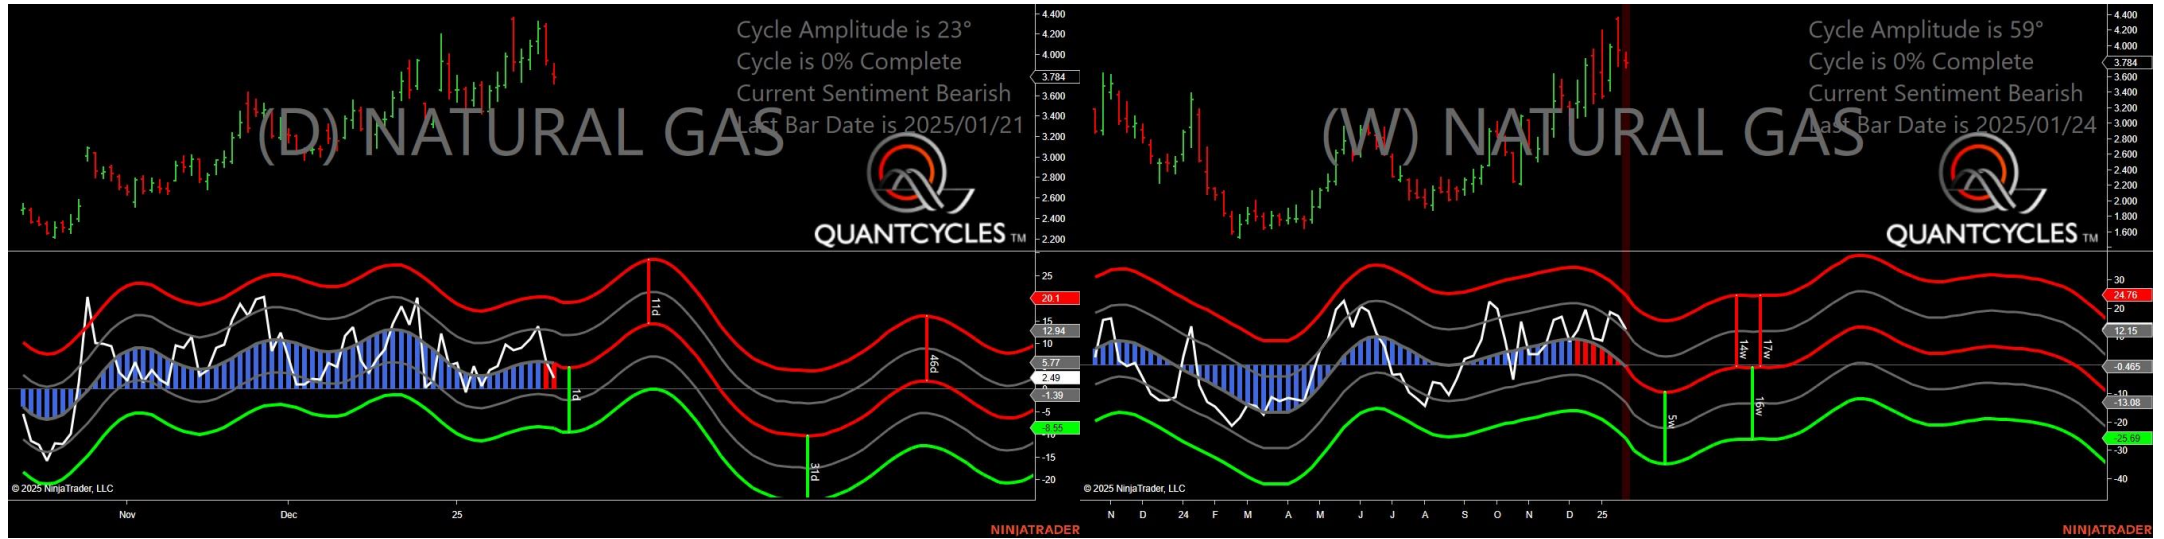 Cycle Amplitude is 23°
Cycle is 0% Complete
Current Sentiment Bearish
Last Bar Date is 2025/01/21
(D) NATURAL GAS
QUANTCYCLES TM
4.400
4.200
4.000
3.784
3.600
3.400
3.200
3.000
2.800
2.600
2.400
2.200
11d
1d
31d
46d
25
20.1
15
12.94
10
5.77
2.49
-1.39
-5
-8.55
-10
-15
-20
© 2025 NinjaTrader, LLC
Nov
Dec
25
NINJATRADER
Cycle Amplitude is 59°
Cycle is 0% Complete
Current Sentiment Bearish
Last Bar Date is 2025/01/24
(W) NATURAL GAS
QUANTCYCLES TM
4.400
4.200
4.000
3.784
3.600
3.400
3.200
3.000
2.800
2.600
2.400
2.200
2.000
1.800
1.600
14w
17w
5w
16w
30
24.76
20
12.15
10
-0.465
-10
-13.08
-20
-25.69
-30
-40
© 2025 NinjaTrader, LLC
N D 24 F M A M J J A S O N D 25
NINJATRADER